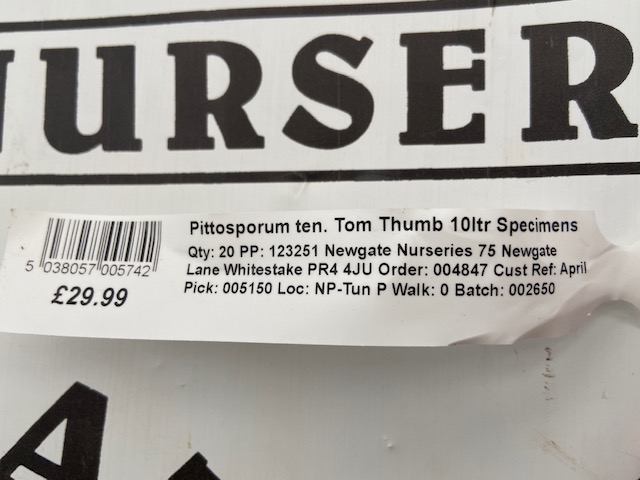 NURSER
Pittosporum ten. Tom Thumb 10ltr Specimens
Qty: 20 PP: 123251 Newgate Nurseries 75 Newgate
Lane Whitestake PR4 4JU Order: 004847 Cust Ref: April
Pick: 005150 Loc: NP-Tun P Walk: 0 Batch: 002650
5 038057 005742
£29.99